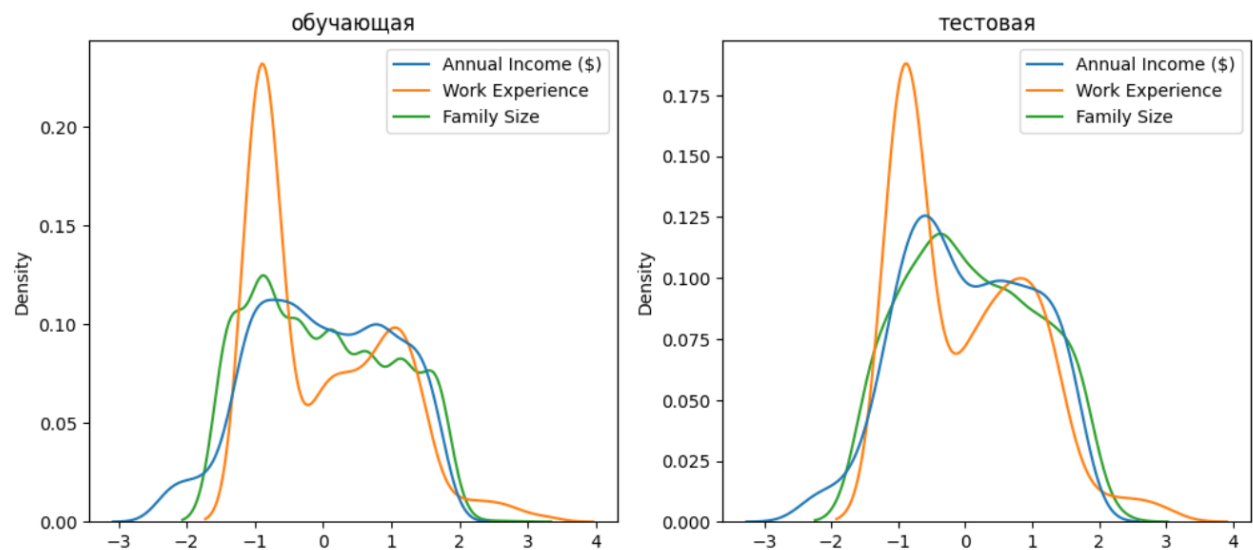 обучающая
Annual Income ($)
Work Experience
Family Size
Density
0.20
0.15
0.10
0.05
0.00
−3 −2 −1 0 1 2 3 4
тестовая
Annual Income ($)
Work Experience
Family Size
Density
0.175
0.150
0.125
0.100
0.075
0.050
0.025
0.000
−3 −2 −1 0 1 2 3 4